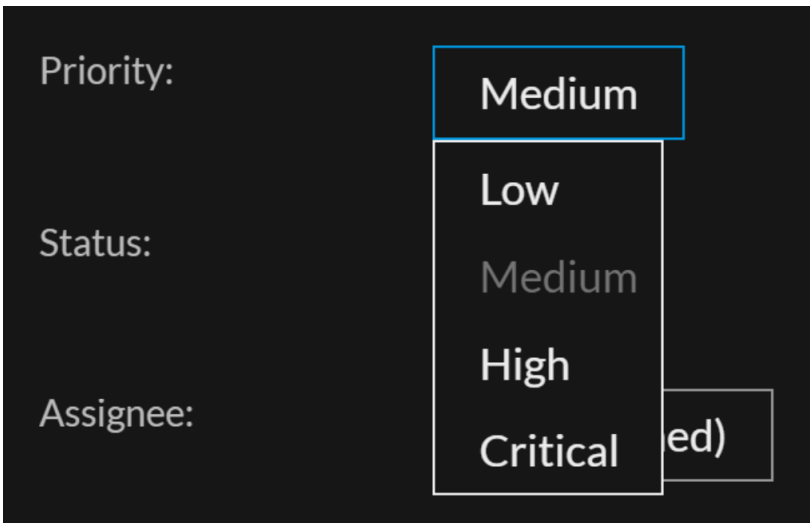 Priority:
Medium
Low
Status:
Medium
High
Assignee:
ed)
Critical